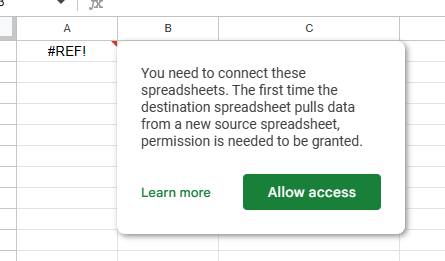 fx
A B C
#REF!
You need to connect these
spreadsheets. The first time the
destination spreadsheet pulls data
from a new source spreadsheet,
permission is needed to be granted.
Learn more Allow access